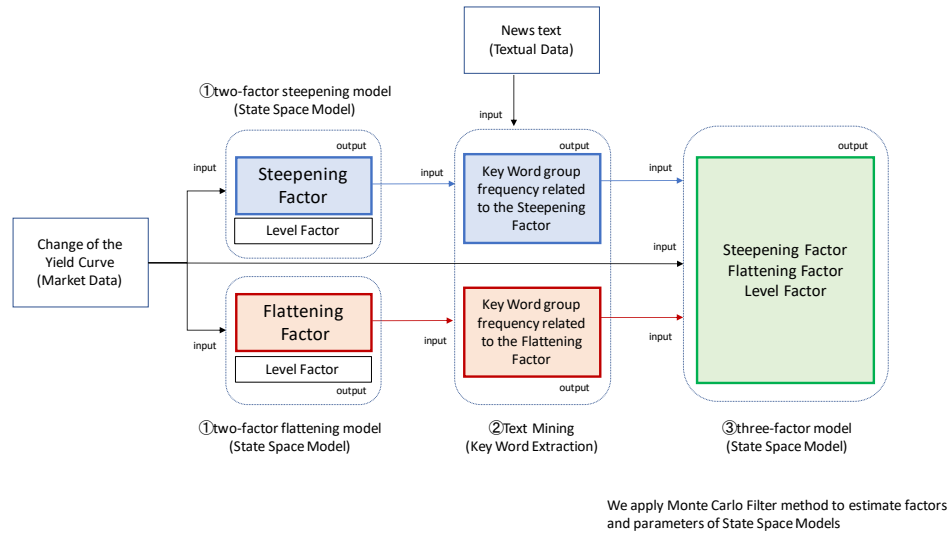 News text
(Textual Data)
①two-factor steepening model
(State Space Model)
input
output
output
output
input
input
input
Steepening
Factor
Level Factor
Key Word group
frequency related
to the Steepening
Factor
Change of the
Yield Curve
(Market Data)
input
Steepening Factor
Flattening Factor
Level Factor
Flattening
Factor
Level Factor
Key Word group
frequency related
to the Flattening
Factor
input
input
input
output
output
①two-factor flattening model
(State Space Model)
②Text Mining
(Key Word Extraction)
③three-factor model
(State Space Model)
We apply Monte Carlo Filter method to estimate factors
and parameters of State Space Models